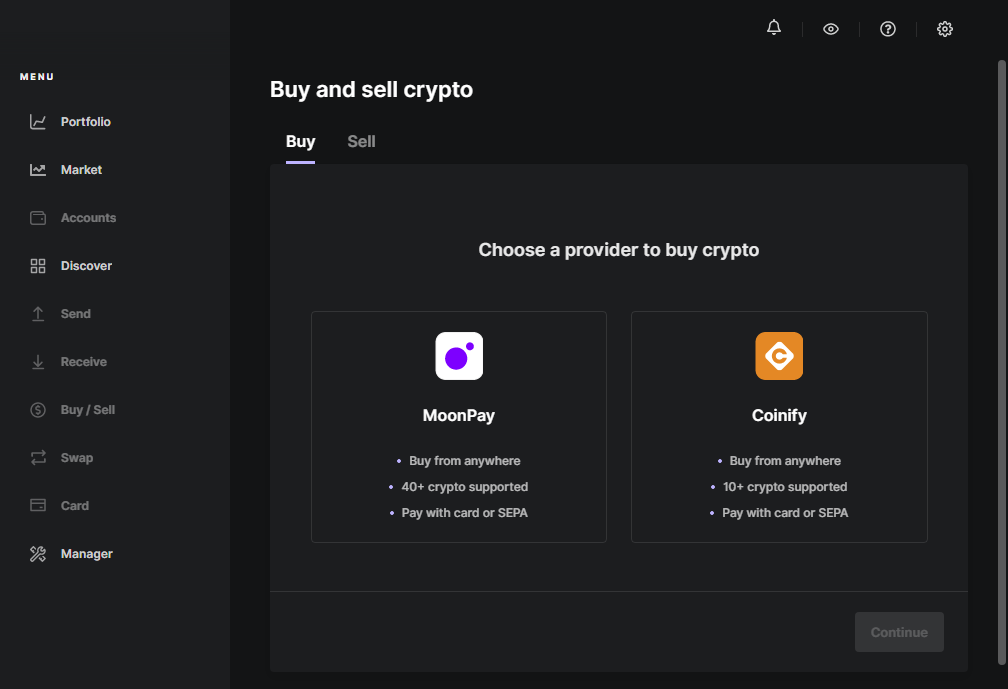 MENU
Portfolio
Market
Accounts
Discover
Send
Receive
Buy / Sell
Swap
Card
Manager
Buy and sell crypto
Buy Sell
Choose a provider to buy crypto
MoonPay
• Buy from anywhere
• 40+ crypto supported
• Pay with card or SEPA
Coinify
• Buy from anywhere
• 10+ crypto supported
• Pay with card or SEPA
Continue